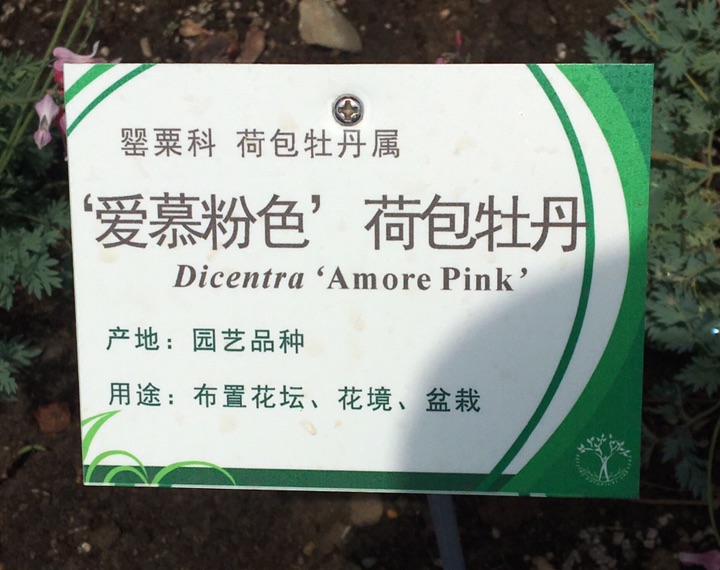 罂粟科 荷包牡丹属
‘爱慕粉色’ 荷包牡丹
Dicentra ‘Amore Pink’
产地：园艺品种
用途：布置花坛、花境、盆栽